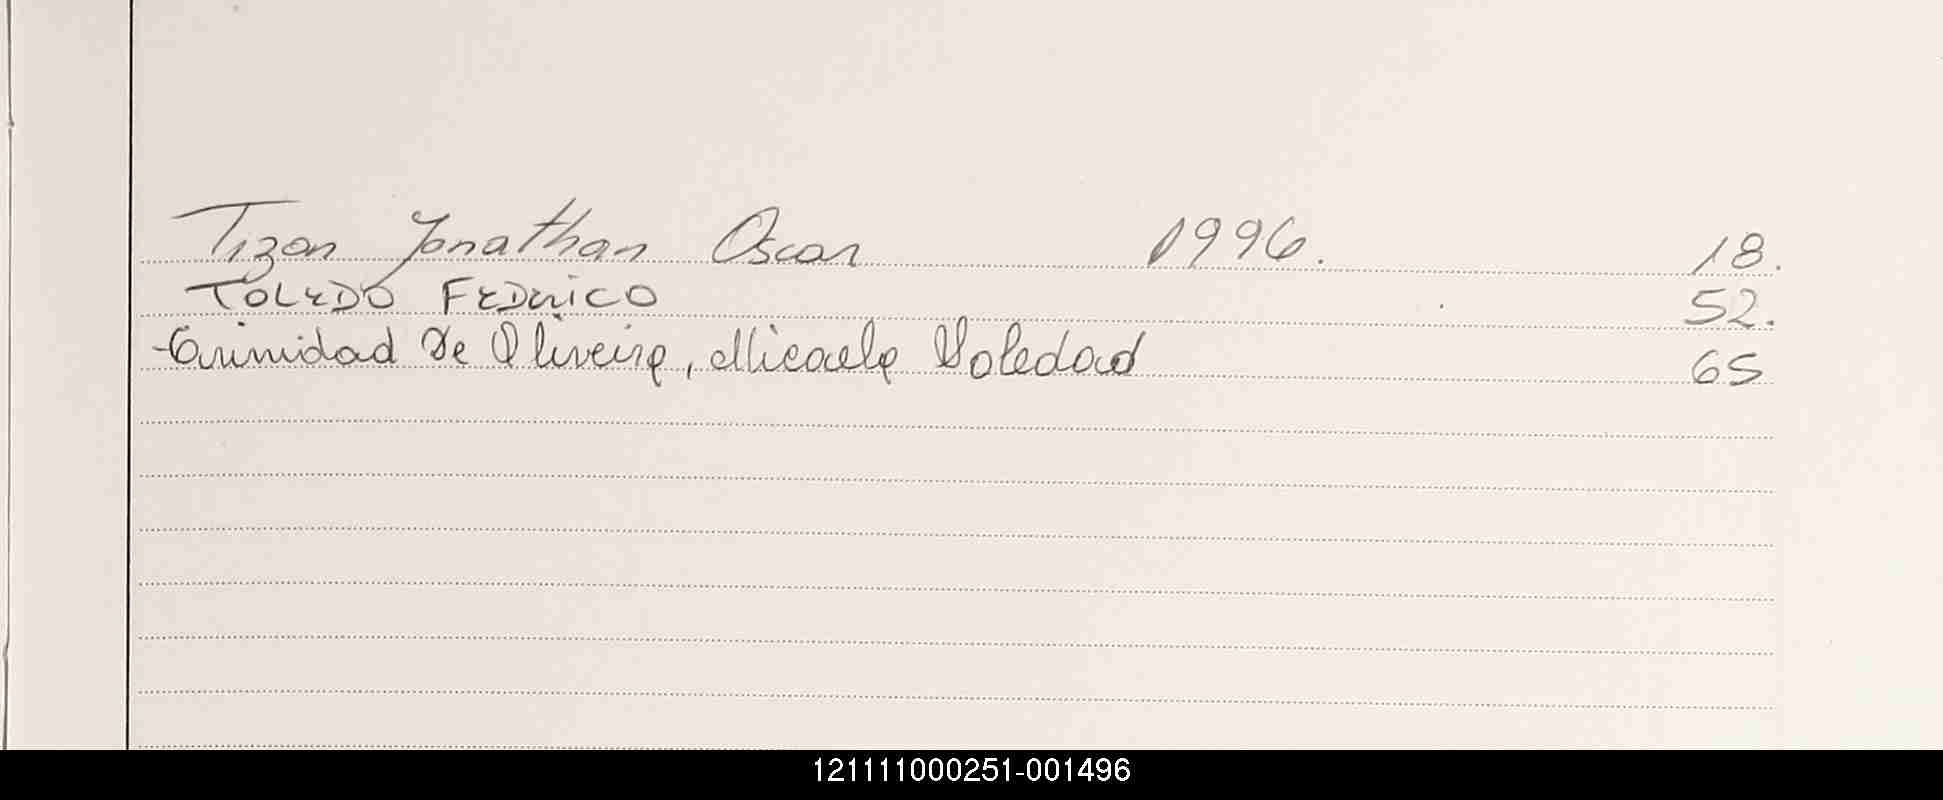 Tizon Jonathan Oscar 1996. 18.
TOLEDO FEDERICO 52.
Trinidad De Oliveira, Micaela Soledad 65
121111000251-001496